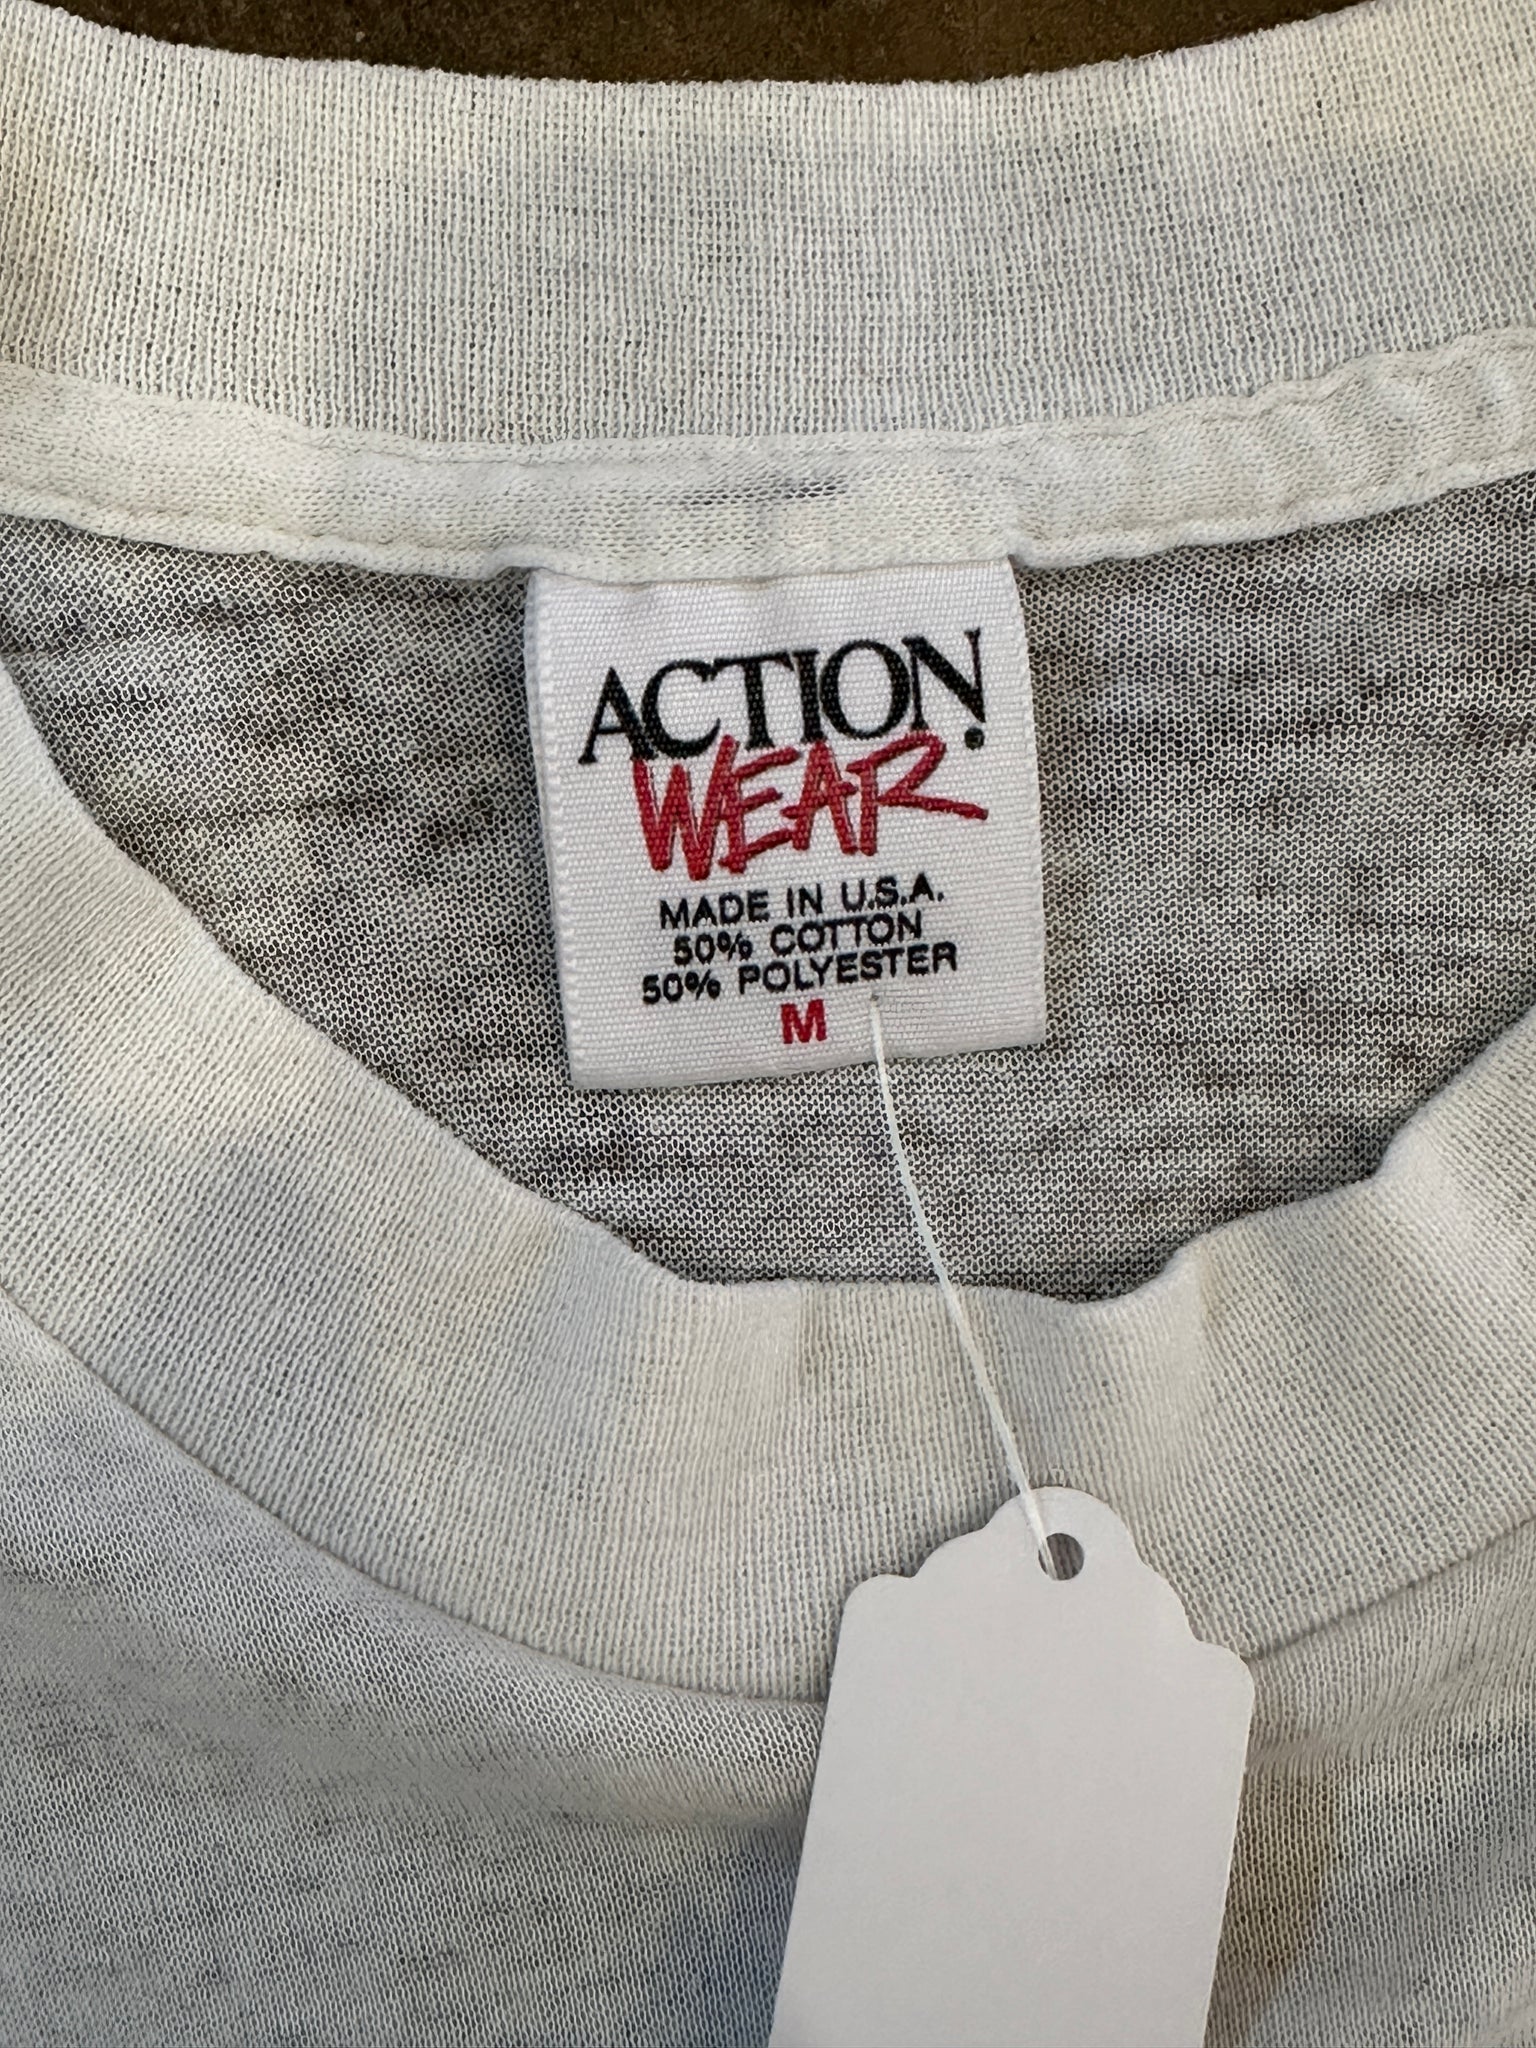 ACTION.
WEAR
MADE IN U.S.A.
50% COTTON
50% POLYESTER
M